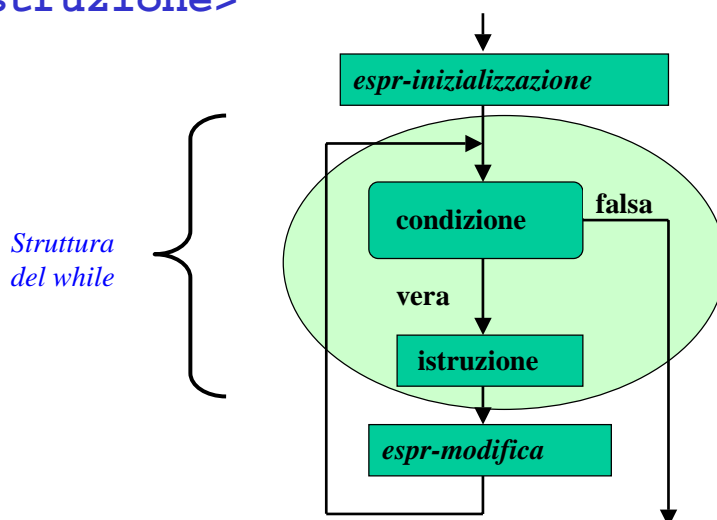 espr-inizializzazione
condizione
falsa
Struttura
del while
vera
istruzione
espr-modifica